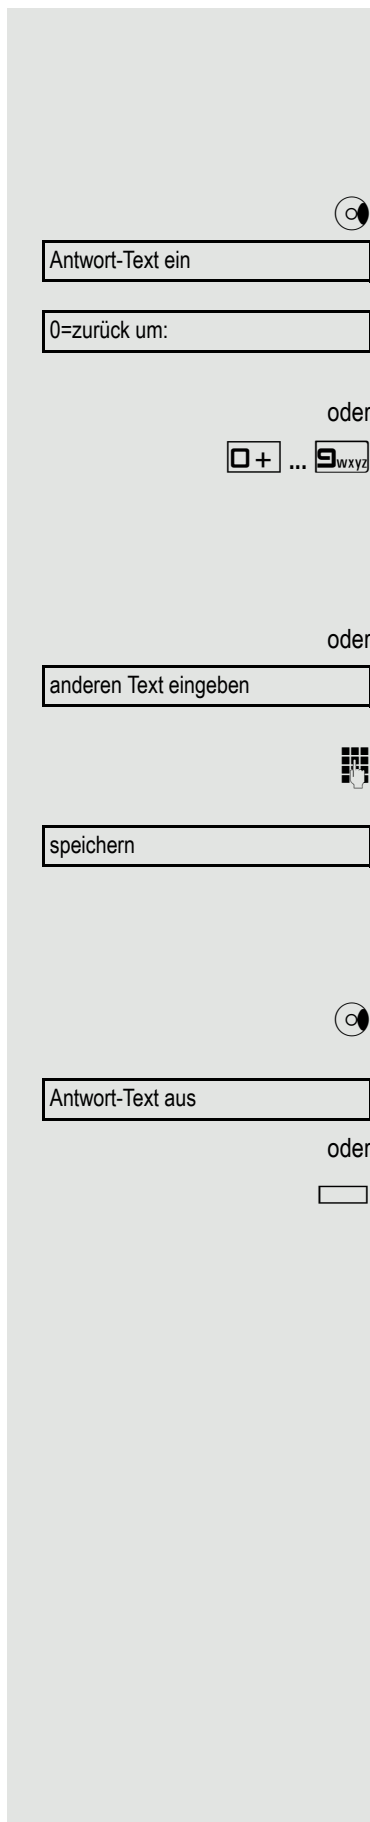 Antwort-Text ein
0=zurück um:
oder
0+ ... 9wxyz
oder
anderen Text eingeben
speichern
Antwort-Text aus
oder